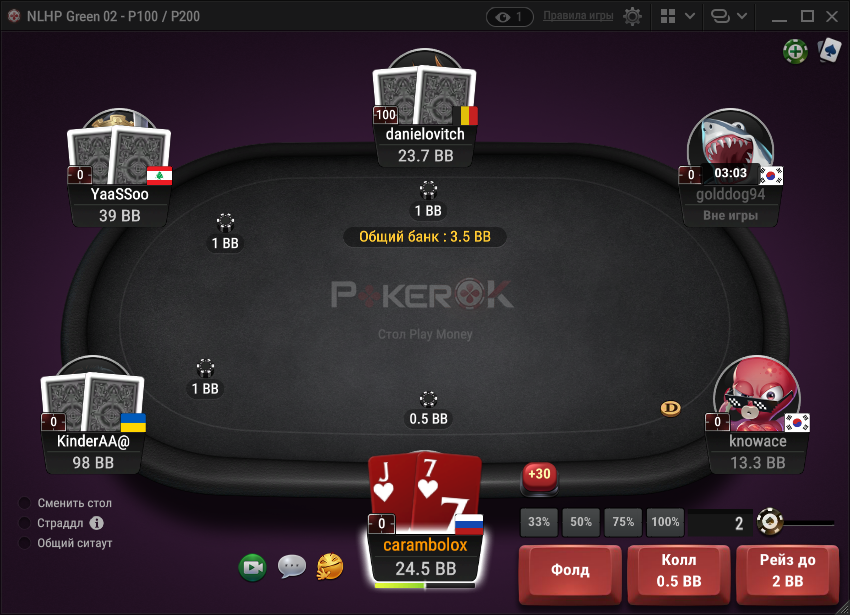 NLHP Green 02 - P100 / P200
1
Правила игры
100
danielovitch
23.7 BB
0
YaaSSoo
39 BB
0
03:03
golddog94
Вне игры
1 BB
1 BB
Общий банк : 3.5 BB
POKEROK
Стол Play Money
1 BB
0.5 BB
D
0
KinderAA@
98 BB
0
knowace
13.3 BB
J
7
7
0
carambolox
24.5 BB
+30
Сменить стол
Страддл
Общий ситаут
33%
50%
75%
100%
2
Фолд
Колл
0.5 BB
Рейз до
2 BB